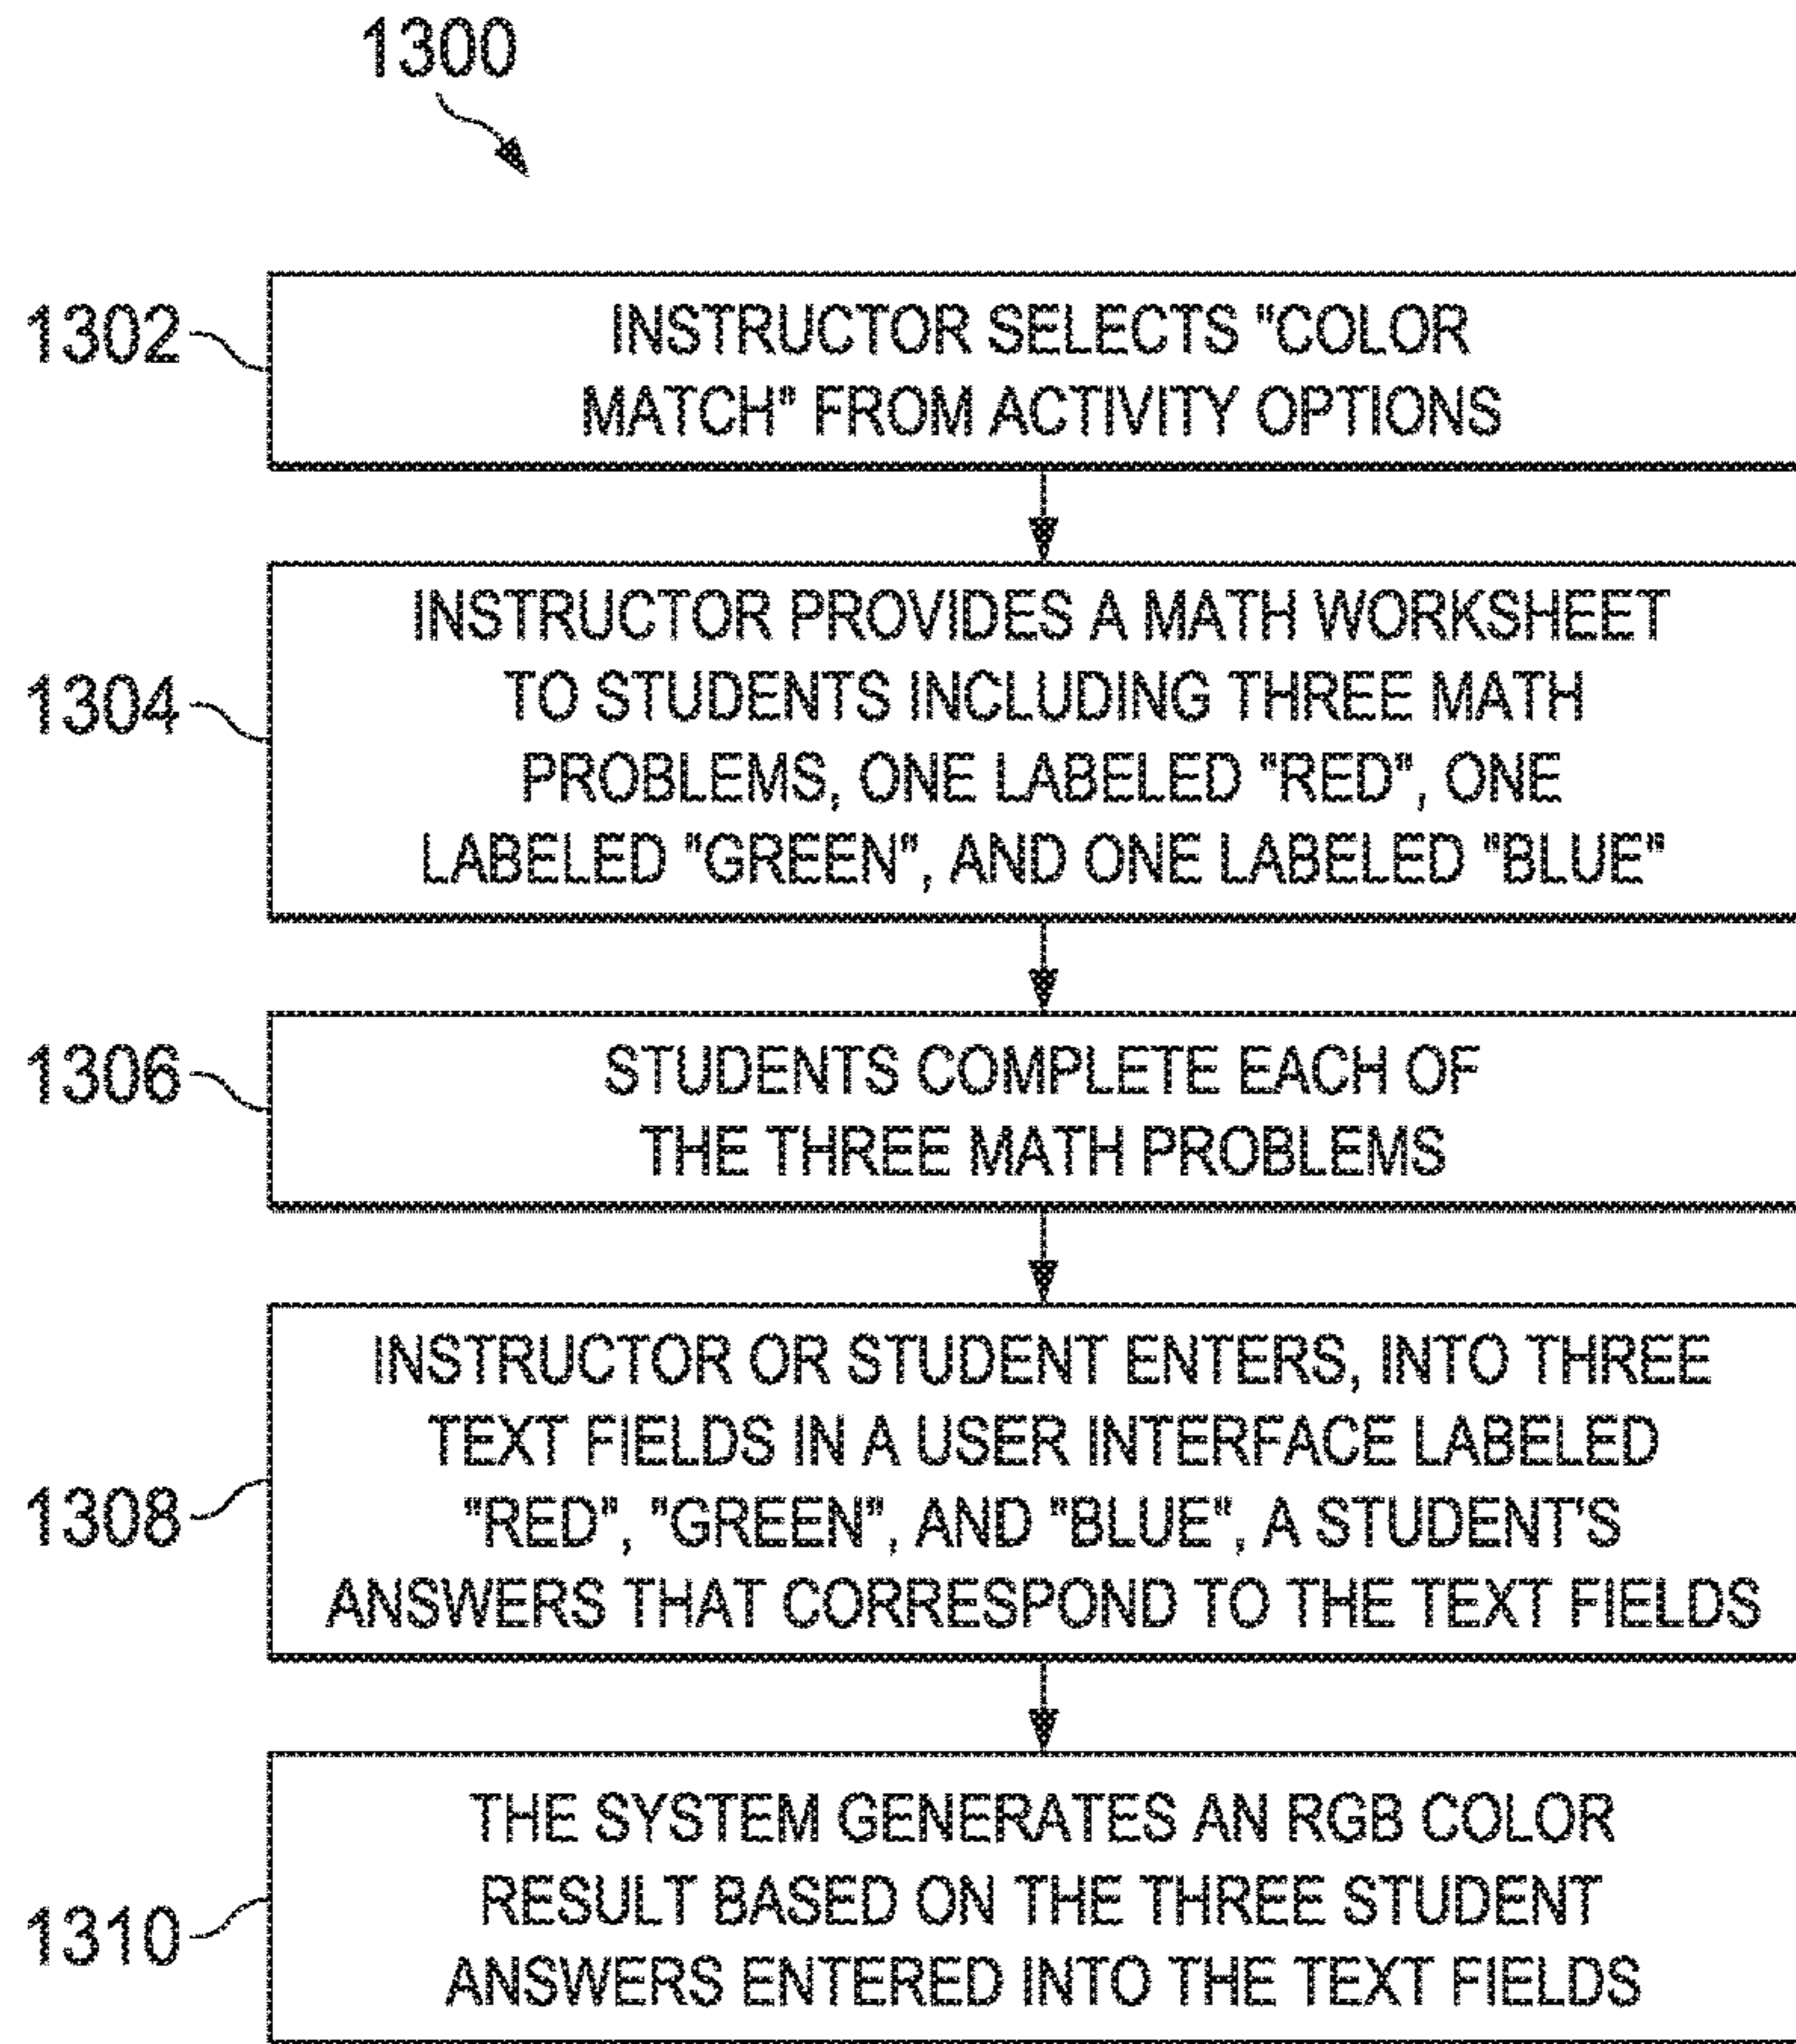 1300
1302
INSTRUCTOR SELECTS "COLOR
MATCH" FROM ACTIVITY OPTIONS
1304
INSTRUCTOR PROVIDES A MATH WORKSHEET
TO STUDENTS INCLUDING THREE MATH
PROBLEMS, ONE LABELED "RED", ONE
LABELED "GREEN", AND ONE LABELED "BLUE"
1306
STUDENTS COMPLETE EACH OF
THE THREE MATH PROBLEMS
1308
INSTRUCTOR OR STUDENT ENTERS, INTO THREE
TEXT FIELDS IN A USER INTERFACE LABELED
"RED", "GREEN", AND "BLUE", A STUDENT'S
ANSWERS THAT CORRESPOND TO THE TEXT FIELDS
1310
THE SYSTEM GENERATES AN RGB COLOR
RESULT BASED ON THE THREE STUDENT
ANSWERS ENTERED INTO THE TEXT FIELDS